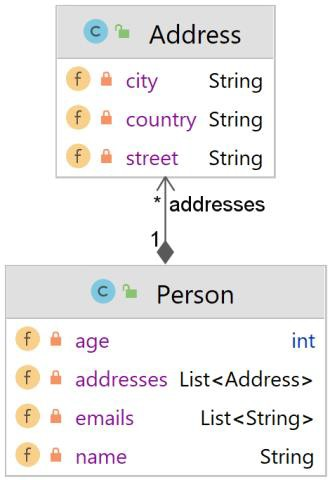 C Address
f city String
f country String
f street String
* addresses
1
C Person
f age int
f addresses List<Address>
f emails List<String>
f name String